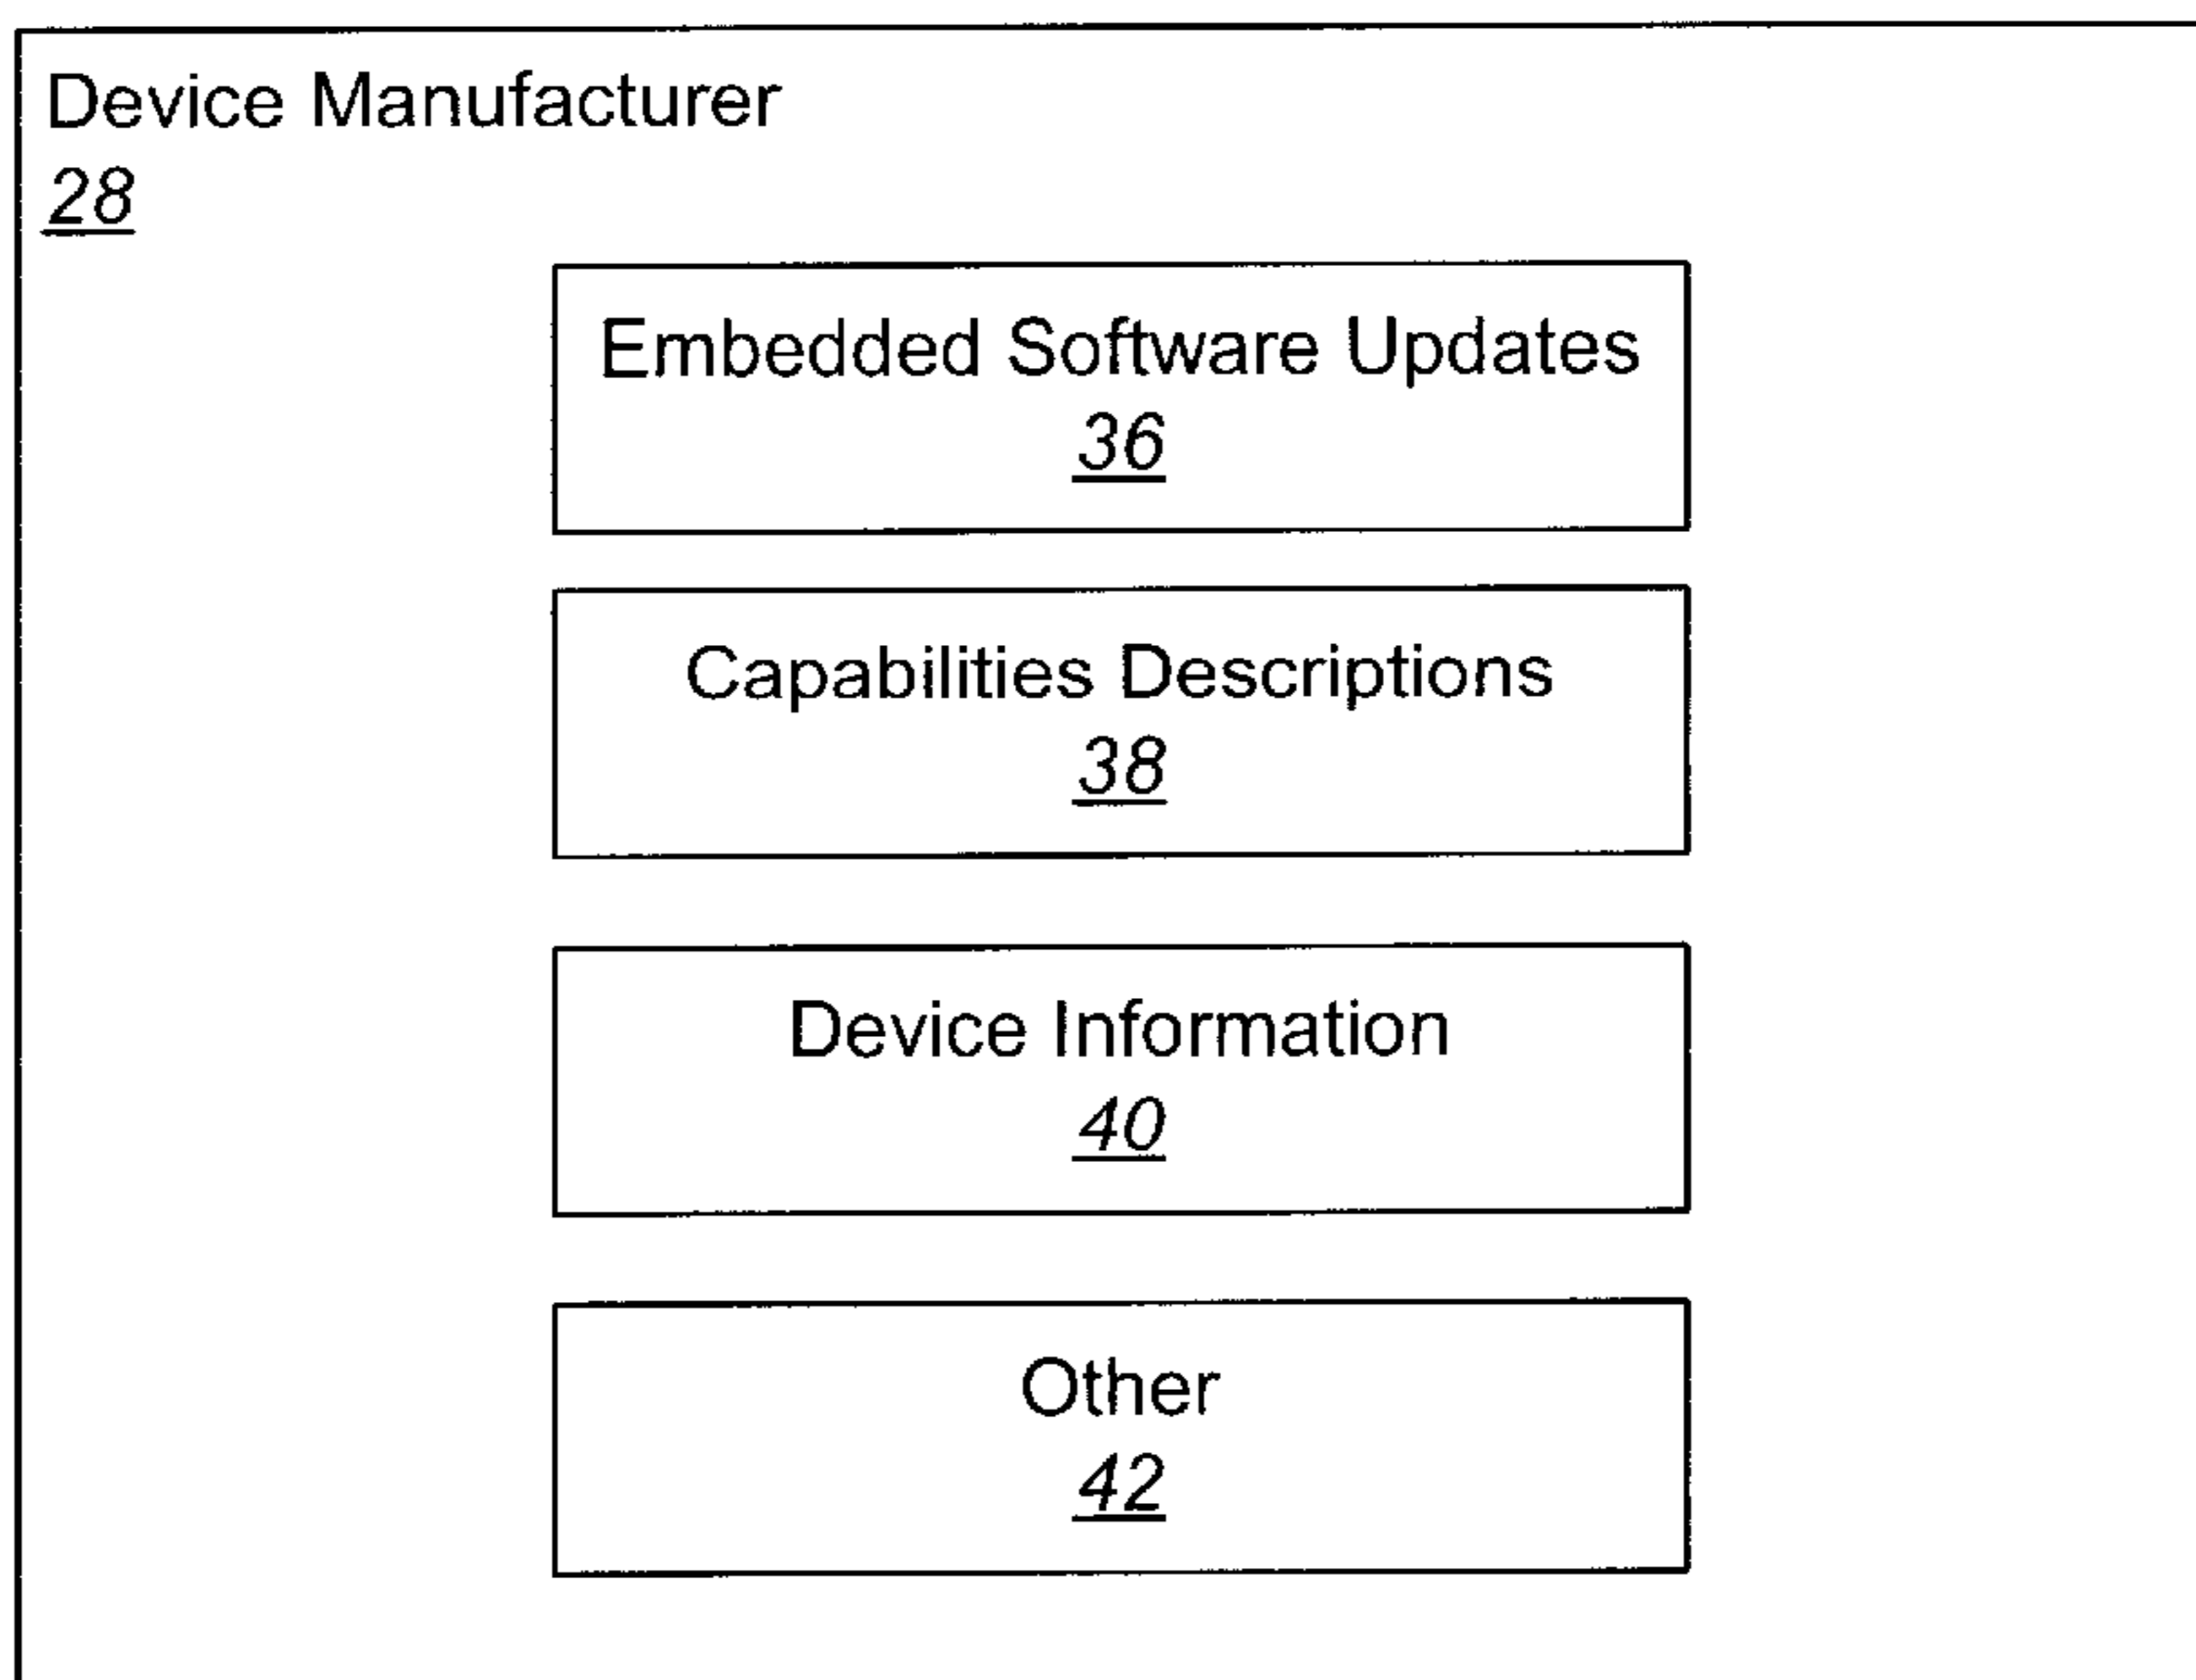 Device Manufacturer
28
Embedded Software Updates
36
Capabilities Descriptions
38
Device Information
40
Other
42